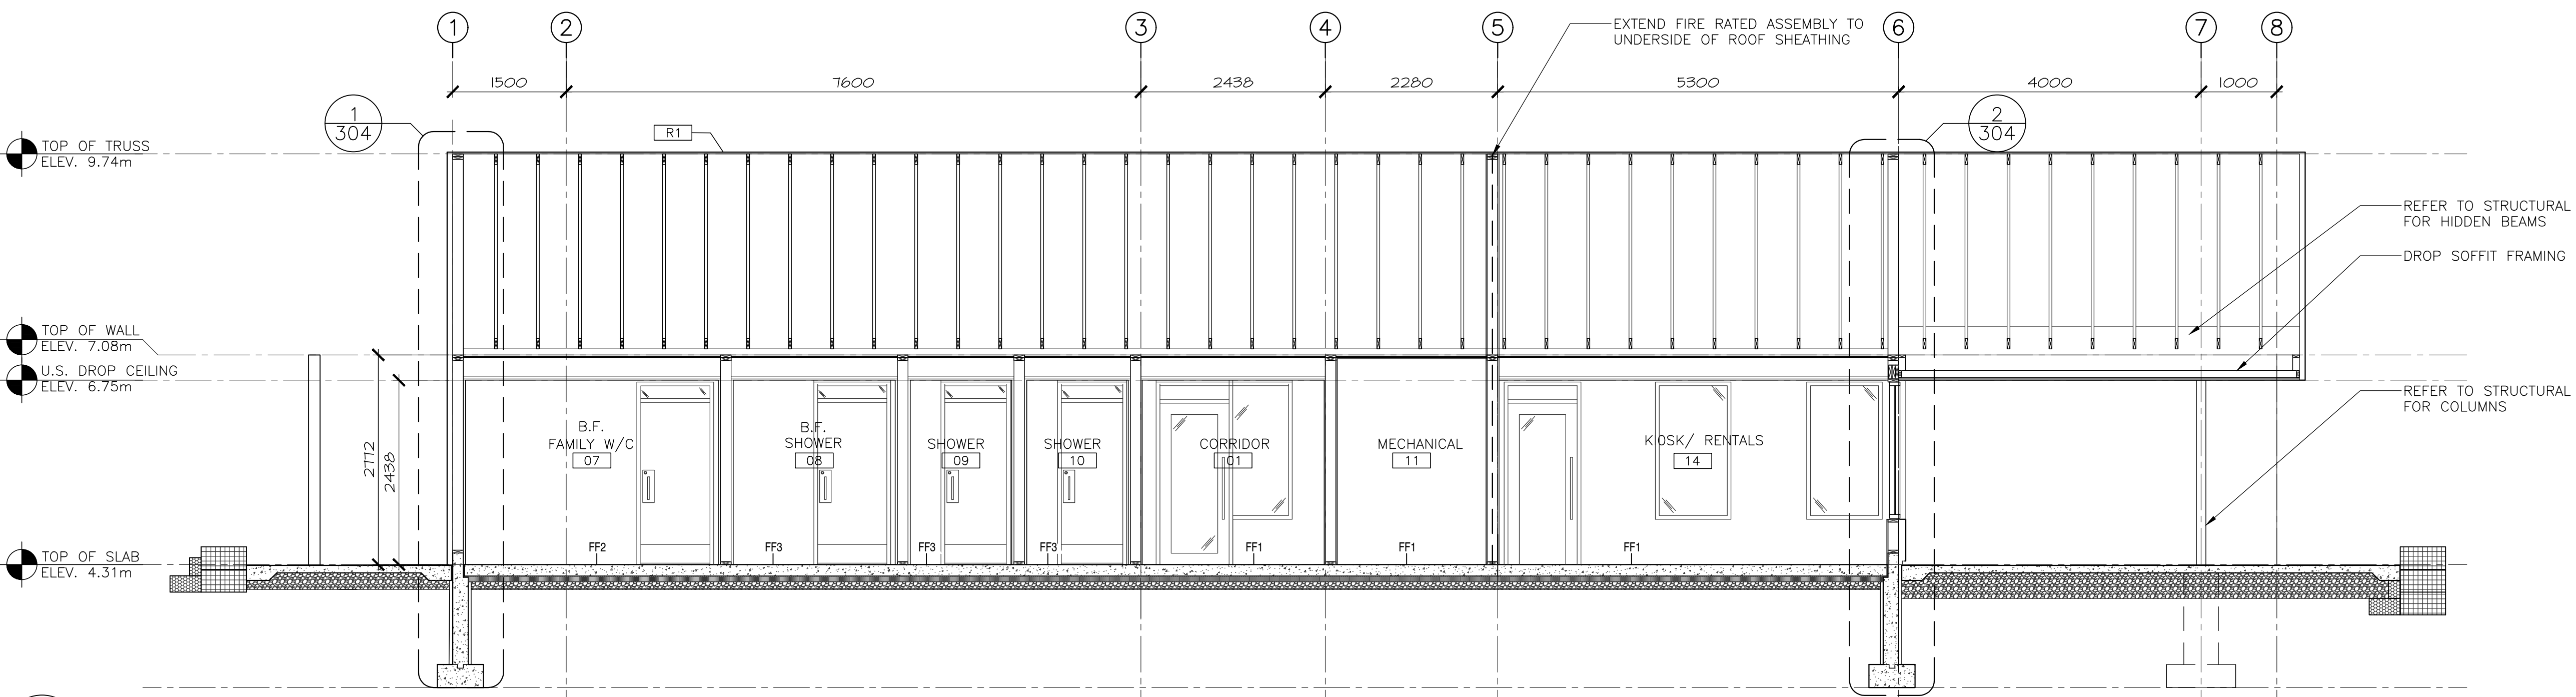 1 2 3 4 5 6 7 8
EXTEND FIRE RATED ASSEMBLY TO
UNDERSIDE OF ROOF SHEATHING
1500 7600 2438 2280 5300 4000 1000
1
304
R1
2
304
TOP OF TRUSS
ELEV. 9.74m
REFER TO STRUCTURAL
FOR HIDDEN BEAMS
DROP SOFFIT FRAMING
TOP OF WALL
ELEV. 7.08m
U.S. DROP CEILING
ELEV. 6.75m
REFER TO STRUCTURAL
FOR COLUMNS
2772
2438
B.F.
FAMILY W/C
07
B.F.
SHOWER
08
SHOWER
09
SHOWER
10
CORRIDOR
01
MECHANICAL
11
KIOSK/ RENTALS
14
FF2 FF3 FF3 FF3 FF1 FF1 FF1
TOP OF SLAB
ELEV. 4.31m